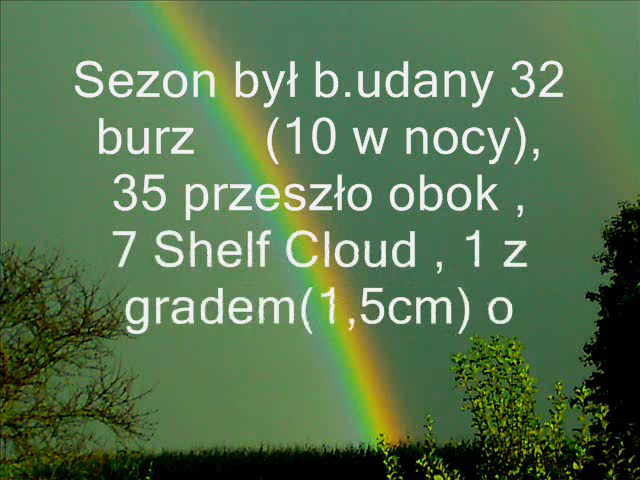 Sezon był b.udany 32
burz (10 w nocy),
35 przeszło obok ,
7 Shelf Cloud , 1 z
gradem(1,5cm) o